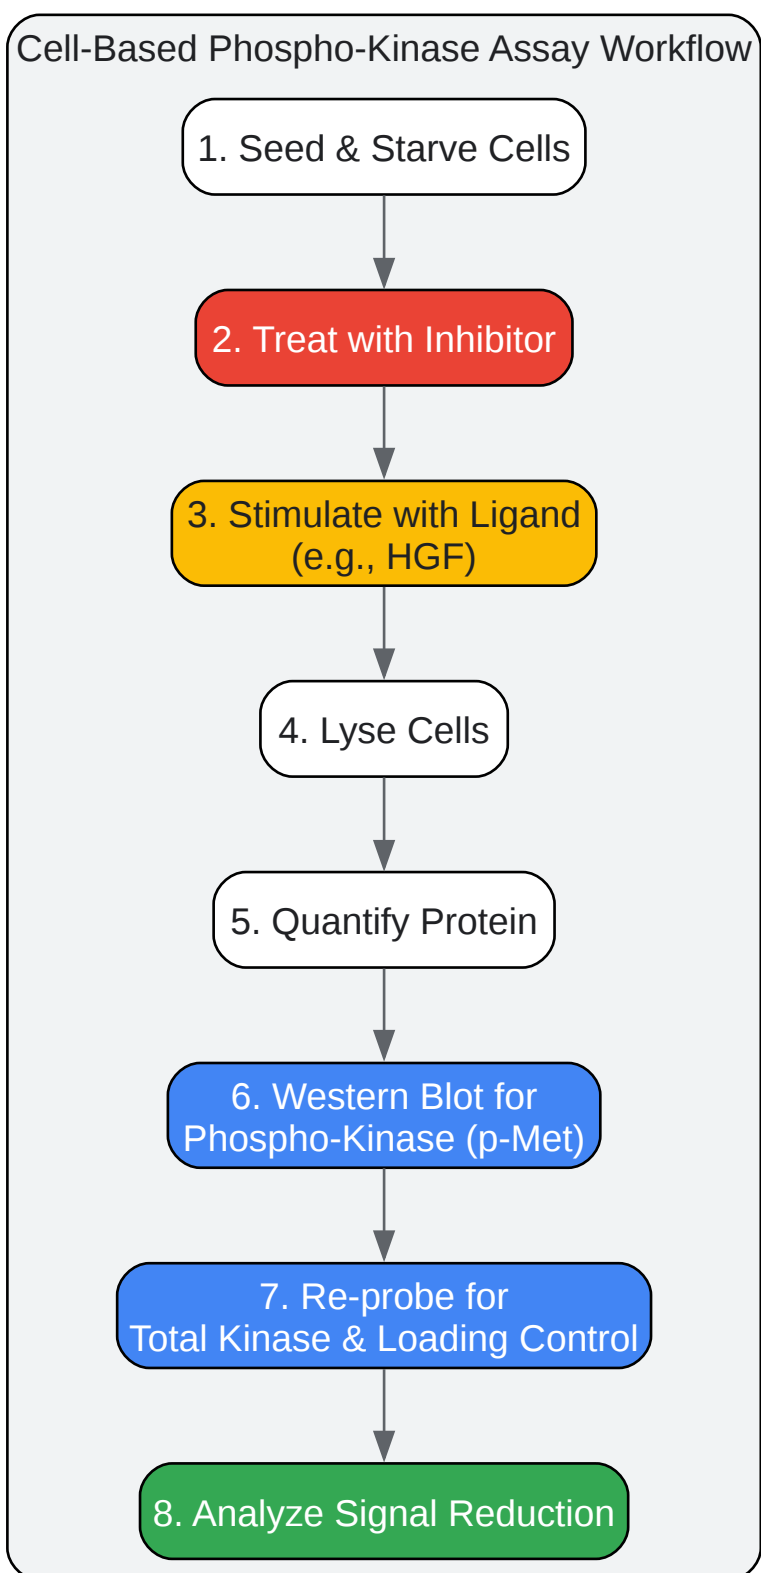 Cell-Based Phospho-Kinase Assay Workflow
1. Seed & Starve Cells
2. Treat with Inhibitor
3. Stimulate with Ligand
(e.g., HGF)
4. Lyse Cells
5. Quantify Protein
6. Western Blot for
Phospho-Kinase (p-Met)
7. Re-probe for
Total Kinase & Loading Control
8. Analyze Signal Reduction